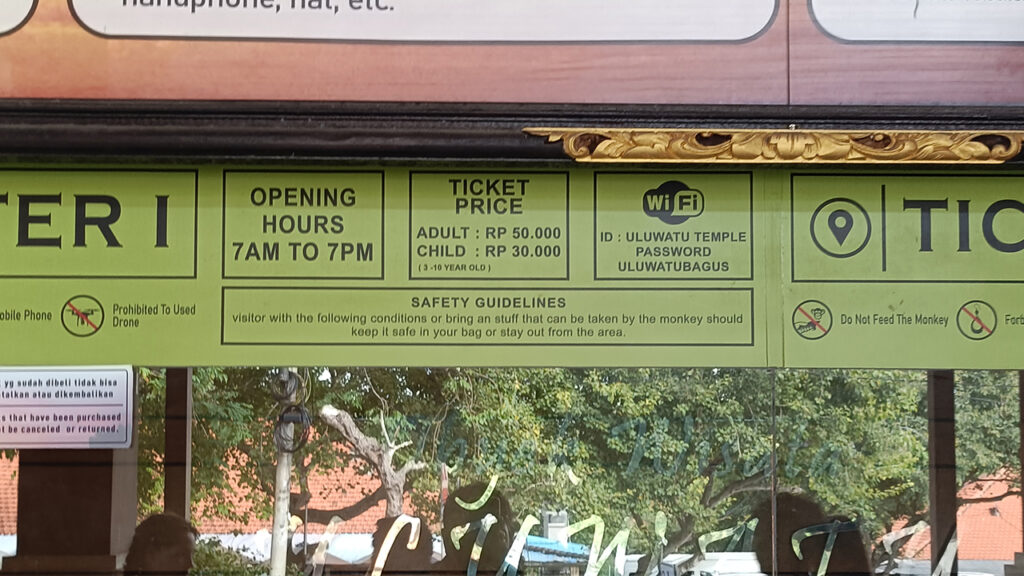 handphone, hat, etc.
TER I
OPENING
HOURS
7AM TO 7PM
TICKET
PRICE
ADULT : RP 50.000
CHILD : RP 30.000
( 3 -10 YEAR OLD )
WiFi
ID : ULUWATU TEMPLE
PASSWORD
ULUWATUBAGUS
TIC
obile Phone
Prohibited To Used
Drone
SAFETY GUIDELINES
visitor with the following conditions or bring an stuff that can be taken by the monkey should
keep it safe in your bag or stay out from the area.
Do Not Feed The Monkey
Forb
yg sudah dibeli tidak bisa
atalkan atau dikembalikan
s that have been purchased
ot be canceled or returned.